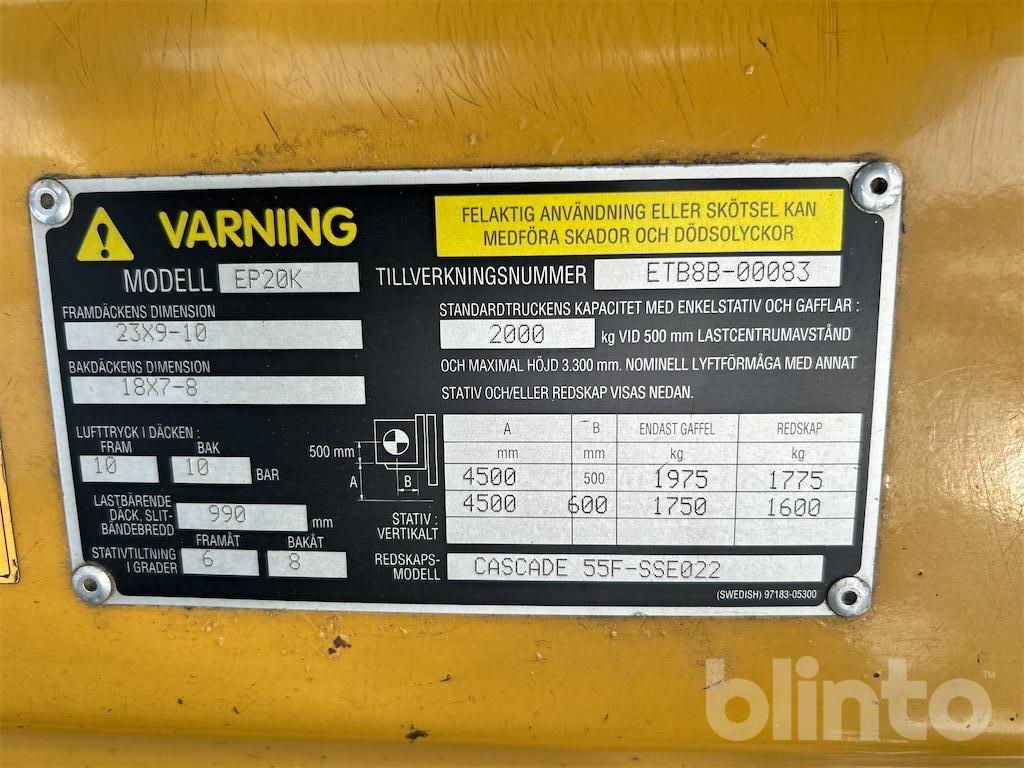 VARNING
FELAKTIG ANVÄNDNING ELLER SKÖTSEL KAN
MEDFÖRA SKADOR OCH DÖDSOLYCKOR
MODELL EP20K
TILLVERKNINGSNUMMER ETB8B-00083
FRAMDÄCKENS DIMENSION
23X9-10
BAKDÄCKENS DIMENSION
18X7-8
LUFTTRYCK I DÄCKEN :
FRAM BAK
10 10 BAR
LASTBÄRENDE
DÄCK, SLIT-
BÄNDEBREDD
990 mm
FRAMÅT BAKÅT
STATIVTILTNING
I GRADER
6 8
STANDARDTRUCKENS KAPACITET MED ENKELSTATIV OCH GAFFLAR :
2000 kg VID 500 mm LASTCENTRUMAVSTÅND
OCH MAXIMAL HÖJD 3.300 mm. NOMINELL LYFTFÖRMÅGA MED ANNAT
STATIV OCH/ELLER REDSKAP VISAS NEDAN.
500 mm
A
B
STATIV :
VERTIKALT
A B ENDAST GAFFEL REDSKAP
mm mm kg kg
4500 500 1975 1775
4500 600 1750 1600
REDSKAPS-
MODELL
CASCADE 55F-SSE022
(SWEDISH) 97183-05300
blinto™